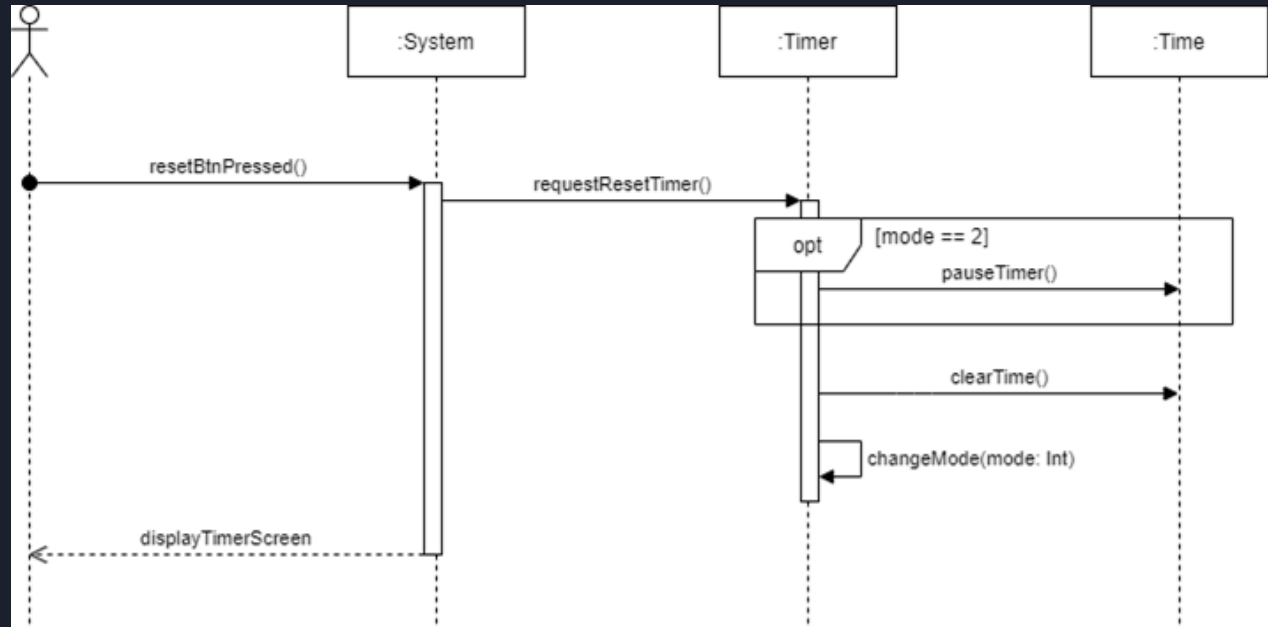 :System
:Timer
:Time
resetBtnPressed()
requestResetTimer()
opt
[mode == 2]
pauseTimer()
clearTime()
changeMode(mode: Int)
displayTimerScreen